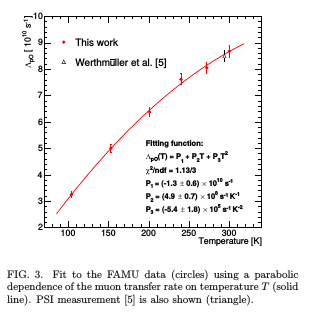 ΛpO [ 10^10 s^-1]
10
9
8
7
6
5
4
3
2
This work
Werthmüller et al. [5]
Fitting function:
ΛpO(T) = P1 + P2T + P3T^2
χ^2/ndf = 1.13/3
P1 = (-1.3 ± 0.6) × 10^10 s^-1
P2 = (4.9 ± 0.7) × 10^8 s^-1 K^-1
P3 = (-5.4 ± 1.8) × 10^5 s^-1 K^-2
100 150 200 250 300
Temperature [K]
FIG. 3. Fit to the FAMU data (circles) using a parabolic
dependence of the muon transfer rate on temperature T (solid
line). PSI measurement [5] is also shown (triangle).